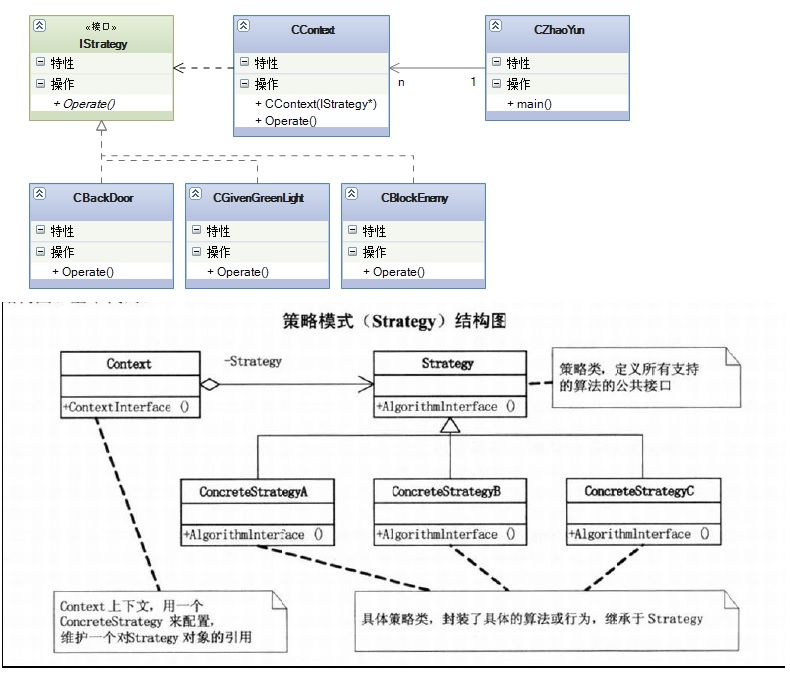 «接口»
IStrategy
特性
操作
+ Operate()
CContext
特性
操作
+ CContext(IStrategy*)
+ Operate()
n
1
CZhaoYun
特性
操作
+ main()
CBackDoor
特性
操作
+ Operate()
CGivenGreenLight
特性
操作
+ Operate()
CBlockEnemy
特性
操作
+ Operate()
策略模式（Strategy）结构图
Context
+ContextInterface ()
-Strategy
Strategy
+AlgorithmInterface ()
策略类，定义所有支持
的算法的公共接口
ConcreteStrategyA
+AlgorithmInterface ()
ConcreteStrategyB
+AlgorithmInterface ()
ConcreteStrategyC
+AlgorithmInterface ()
Context 上下文，用一个
ConcreteStrategy 来配置，
维护一个对Strategy 对象的引用
具体策略类，封装了具体的算法或行为，继承于 Strategy